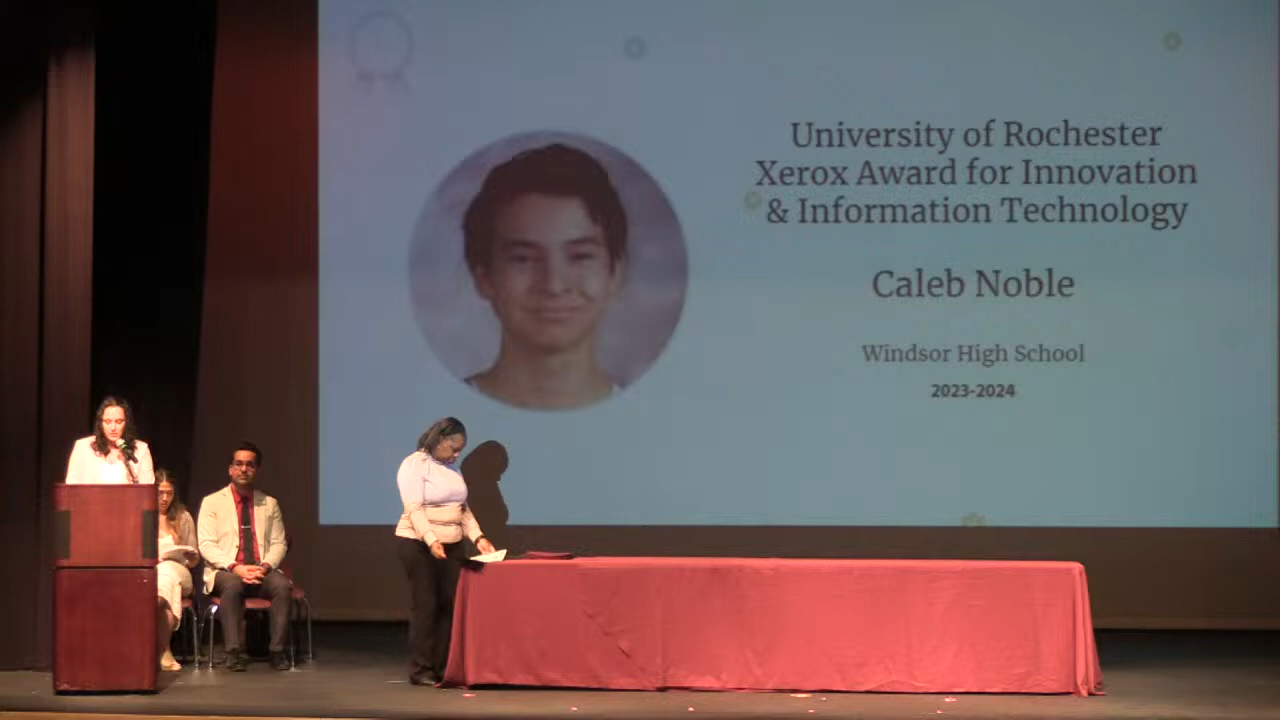 University of Rochester
Xerox Award for Innovation
& Information Technology
Caleb Noble
Windsor High School
2023-2024